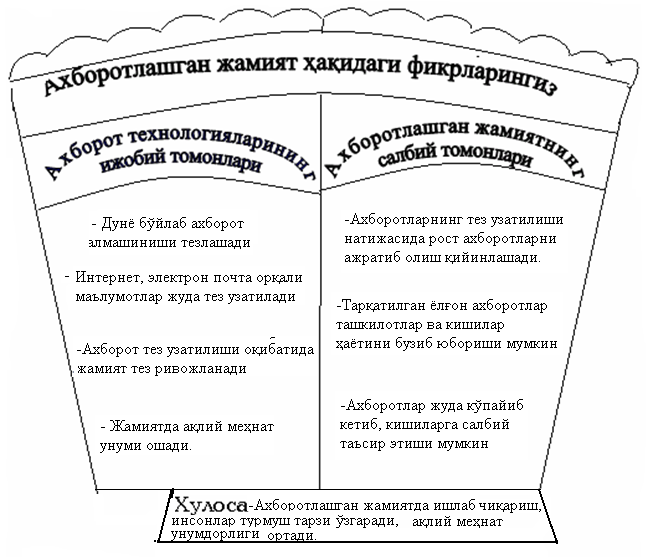 Ахборотлашган жамият ҳақидаги фикрларингиз
Ахборот технологияларининг
ижобий томонлари
- Дунё бўйлаб ахборот
алмашиниши тезлашади
- Интернет, электрон почта орқали
маълумотлар жуда тез узатилади
-Ахборот тез узатилиши оқибатида
жамият тез ривожланади
- Жамиятда ақлий меҳнат
унуми ошади.
Ахборотлашган жамиятнинг
салбий томонлари
-Ахборотларнинг тез узатилиши
натижасида рост ахборотларни
ажратиб олиш қийинлашади.
-Тарқатилган ёлғон ахборотлар
ташкилотлар ва кишилар
ҳаётини бузиб юбориши мумкин
-Ахборотлар жуда кўпайиб
кетиб, кишиларга салбий
таъсир этиши мумкин
Хулоса-Ахборотлашган жамиятда ишлаб чиқариш,
инсонлар турмуш тарзи ўзгаради, ақлий меҳнат
унумдорлиги ортади.